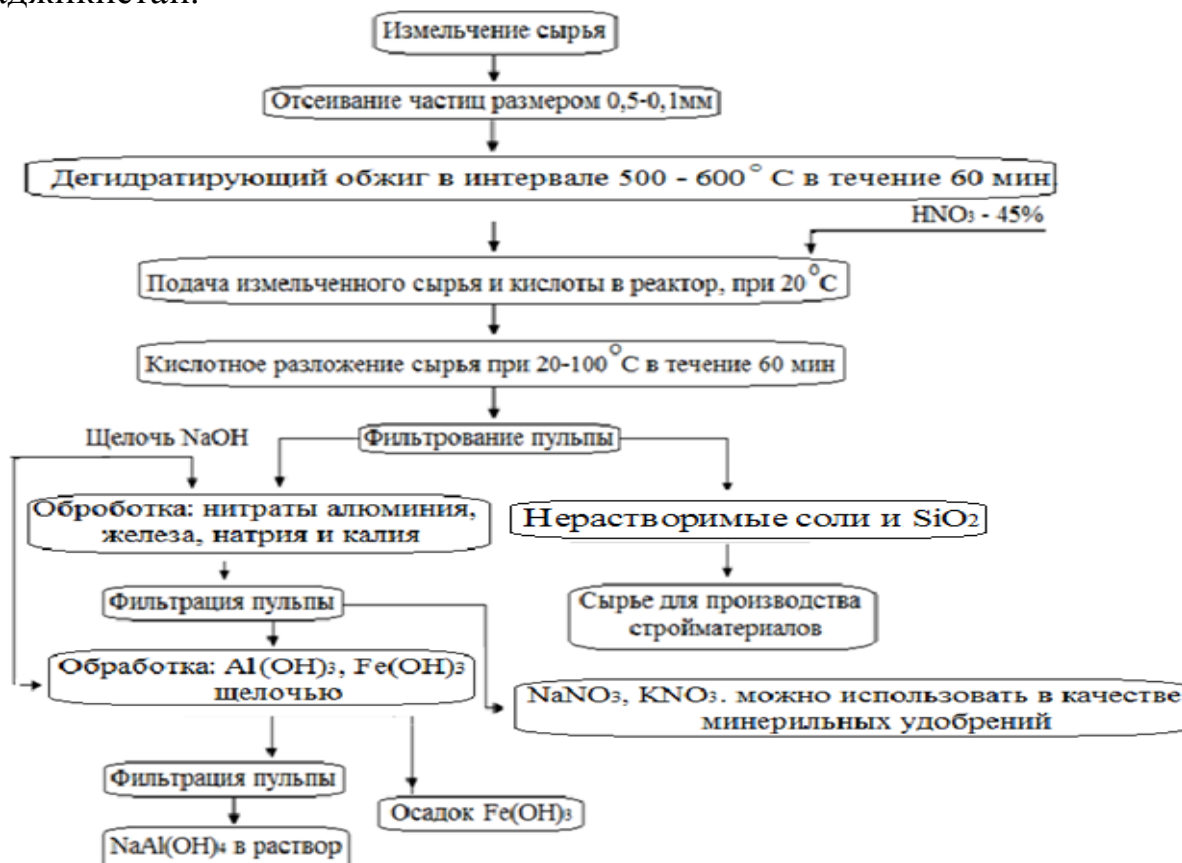 аджикистан.
Измельчение сырья
Отсеивание частиц размером 0,5-0,1мм
Дегидратирующий обжиг в интервале 500 - 600° С в течение 60 мин.
HNO₃ - 45%
Подача измельченного сырья и кислоты в реактор, при 20°С
Кислотное разложение сырья при 20-100°С в течение 60 мин
Щелочь NaOH
Фильтрование пульпы
Оброботка: нитраты алюминия,
железа, натрия и калия
Нерастворимые соли и SiO₂
Фильтрация пульпы
Сырье для производства
стройматериалов
Обработка: Al(OH)₃, Fe(OH)₃
щелочью
NaNO₃, KNO₃. можно использовать в качестве
минерильных удобрений
Фильтрация пульпы
Осадок Fe(OH)₃
NaAl(OH)₄ в раствор